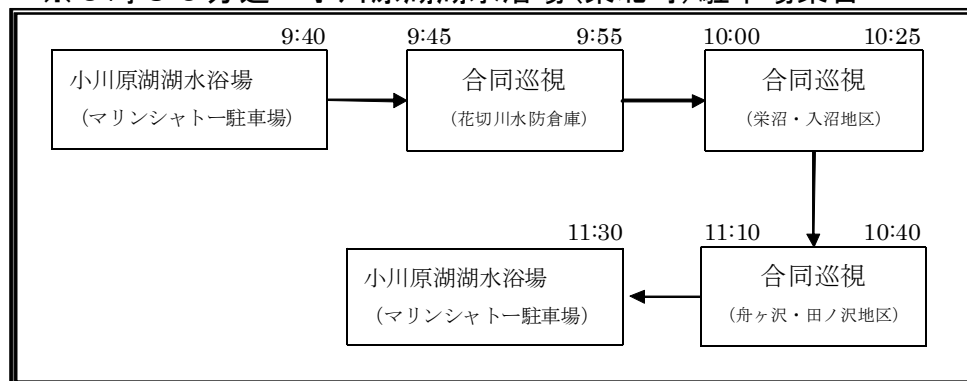 9:40 9:45 9:55 10:00 10:25
小川原湖湖水浴場
(マリンシャトー駐車場)
合同巡視
(花切川水防倉庫)
合同巡視
(栄沼・入沼地区)
11:30 11:10 10:40
小川原湖湖水浴場
(マリンシャトー駐車場)
合同巡視
(舟ヶ沢・田ノ沢地区)